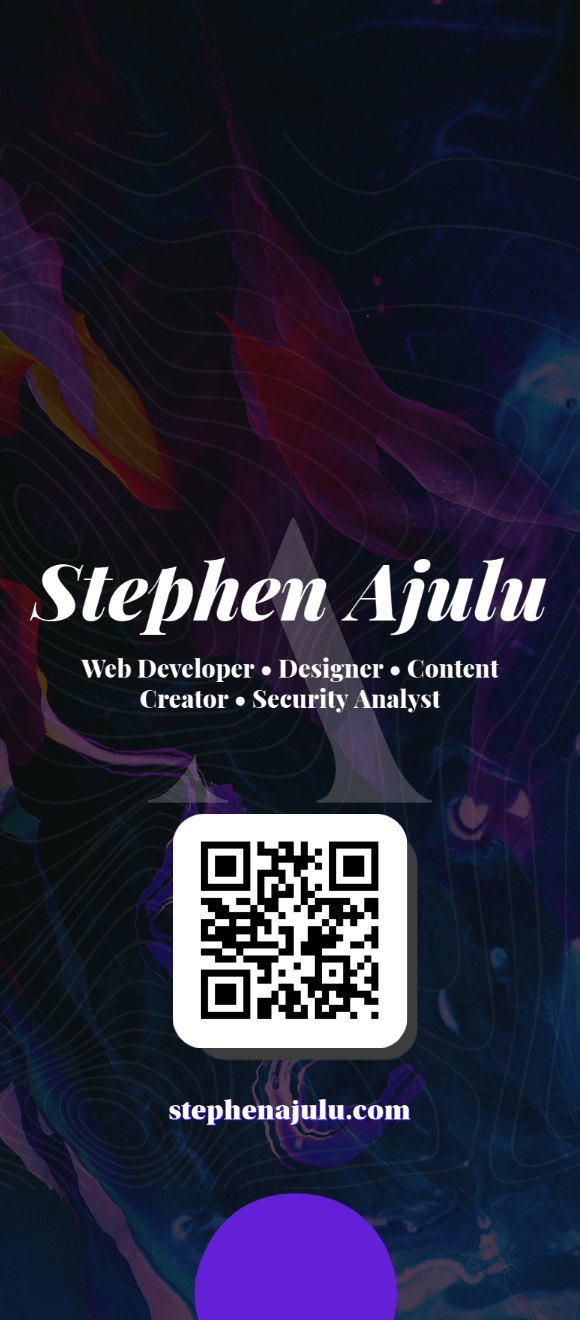 Stephen Ajulu
Web Developer • Designer • Content
Creator • Security Analyst
A
stephenajulu.com